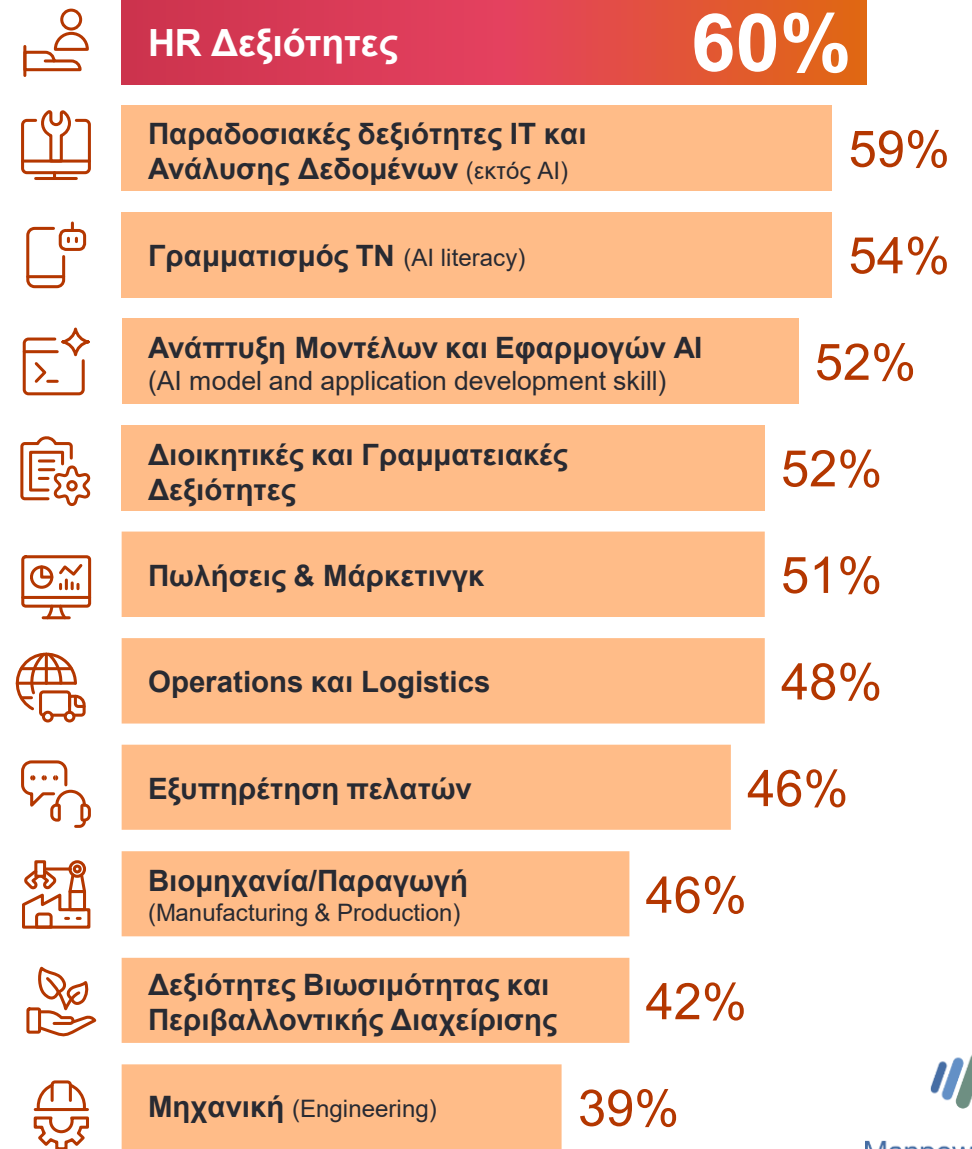 HR Δεξιότητες 60%
Παραδοσιακές δεξιότητες IT και
Ανάλυσης Δεδομένων (εκτός AI)
59%
Γραμματισμός ΤΝ (AI literacy) 54%
Ανάπτυξη Μοντέλων και Εφαρμογών AI
(AI model and application development skill)
52%
Διοικητικές και Γραμματειακές
Δεξιότητες
52%
Πωλήσεις & Μάρκετινγκ 51%
Operations και Logistics 48%
Εξυπηρέτηση πελατών 46%
Βιομηχανία/Παραγωγή
(Manufacturing & Production)
46%
Δεξιότητες Βιωσιμότητας και
Περιβαλλοντικής Διαχείρισης
42%
Μηχανική (Engineering) 39%